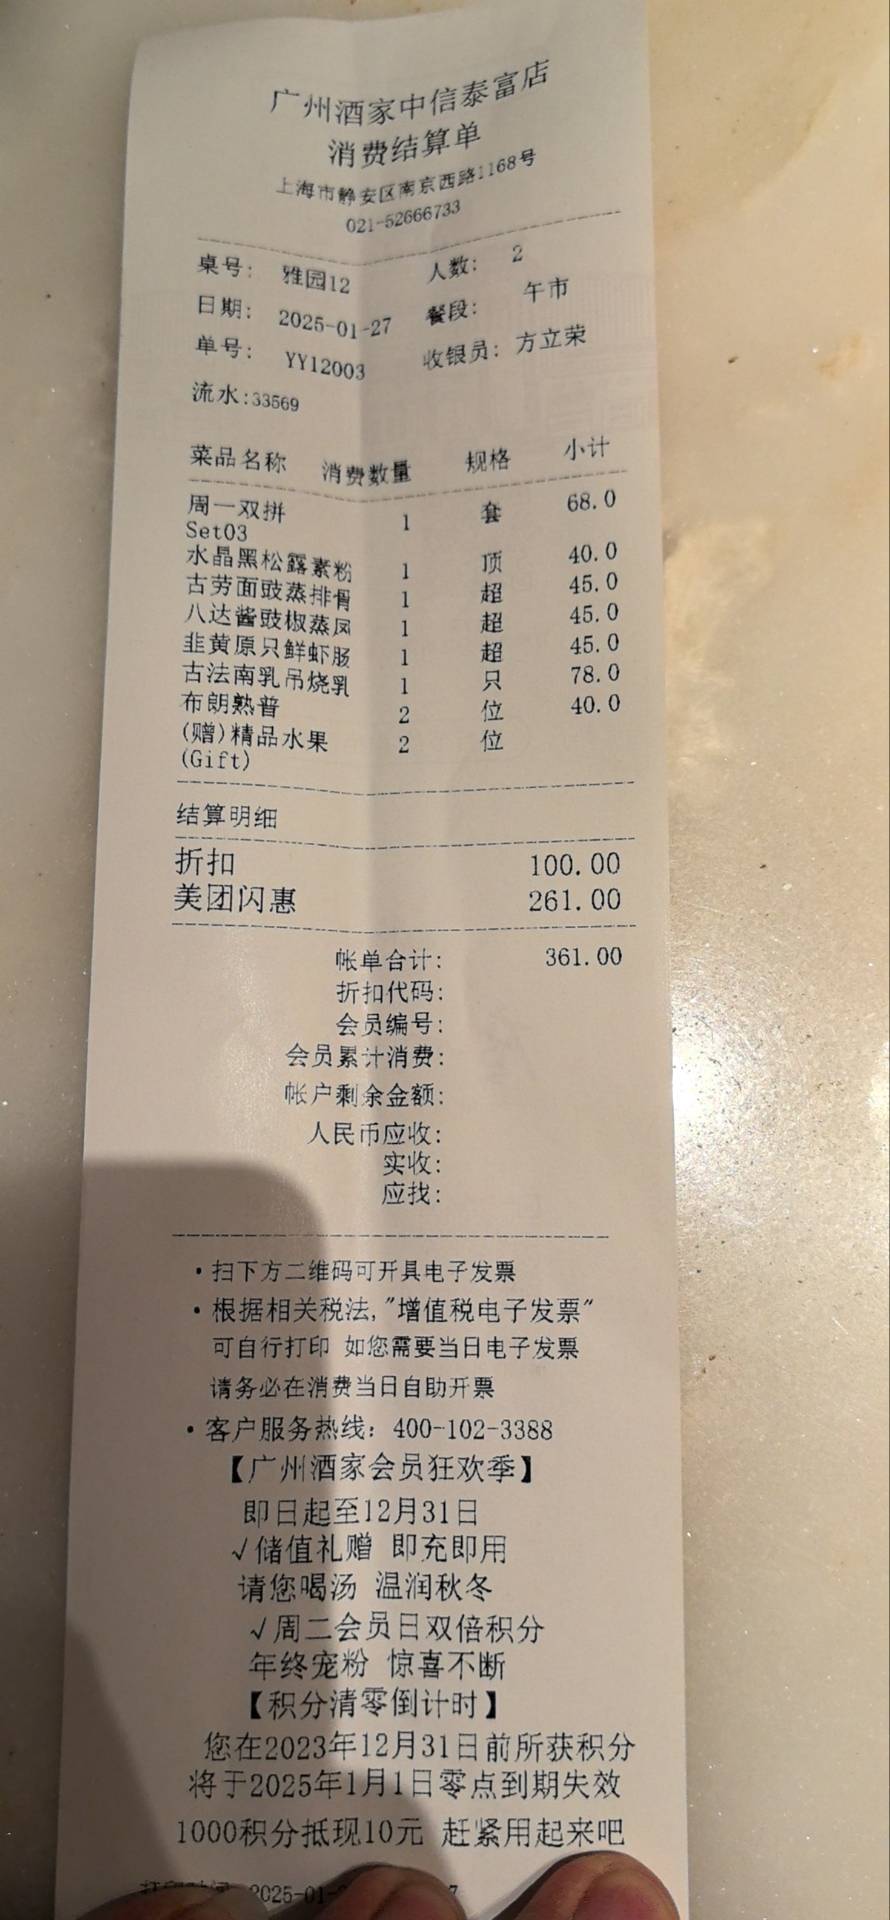 广州酒家中信泰富店
消费结算单
上海市静安区南京西路1168号
021-52666733
桌号: 雅园12 人数: 2
日期: 2025-01-27 餐段: 午市
单号: YY12003 收银员: 方立荣
流水:33569
菜品名称 消费数量 规格 小计
周一双拼 1 套 68.0
Set03
水晶黑松露素粉 1 顶 40.0
古劳面豉蒸排骨 1 超 45.0
八达酱豉椒蒸凤 1 超 45.0
韭黄原只鲜虾肠 1 超 45.0
古法南乳吊烧乳 1 只 78.0
布朗熟普 2 位 40.0
(赠)精品水果 2 位
(Gift)
结算明细
折扣 100.00
美团闪惠 261.00
帐单合计: 361.00
折扣代码:
会员编号:
会员累计消费:
帐户剩余金额:
人民币应收:
实收:
应找:
·扫下方二维码可开具电子发票
·根据相关税法,"增值税电子发票"
可自行打印 如您需要当日电子发票
请务必在消费当日自助开票
·客户服务热线: 400-102-3388
【广州酒家会员狂欢季】
即日起至12月31日
√储值礼赠 即充即用
请您喝汤 温润秋冬
√周二会员日双倍积分
年终宠粉 惊喜不断
【积分清零倒计时】
您在2023年12月31日前所获积分
将于2025年1月1日零点到期失效
1000积分抵现10元 赶紧用起来吧
2025-01-